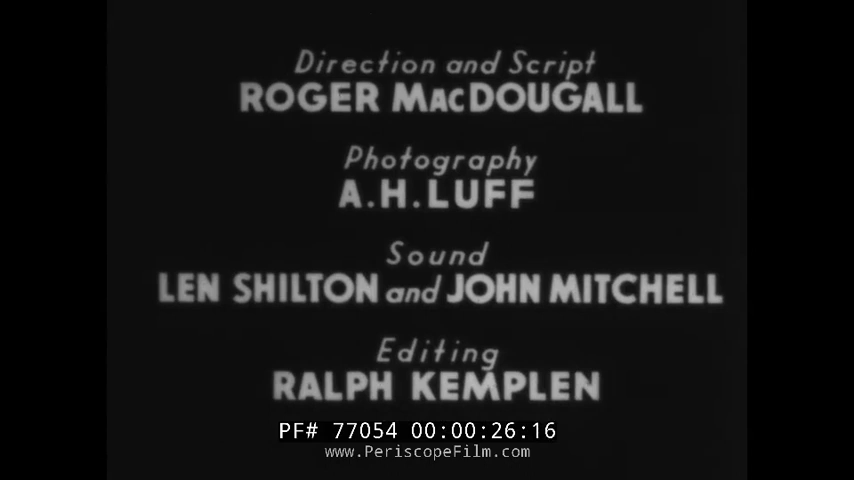 Direction and Script
ROGER MACDOUGALL
Photography
A.H. LUFF
Sound
LEN SHILTON and JOHN MITCHELL
Editing
RALPH KEMPLEN
PF# 77054 00:00:26:16
www.PeriscopeFilm.com